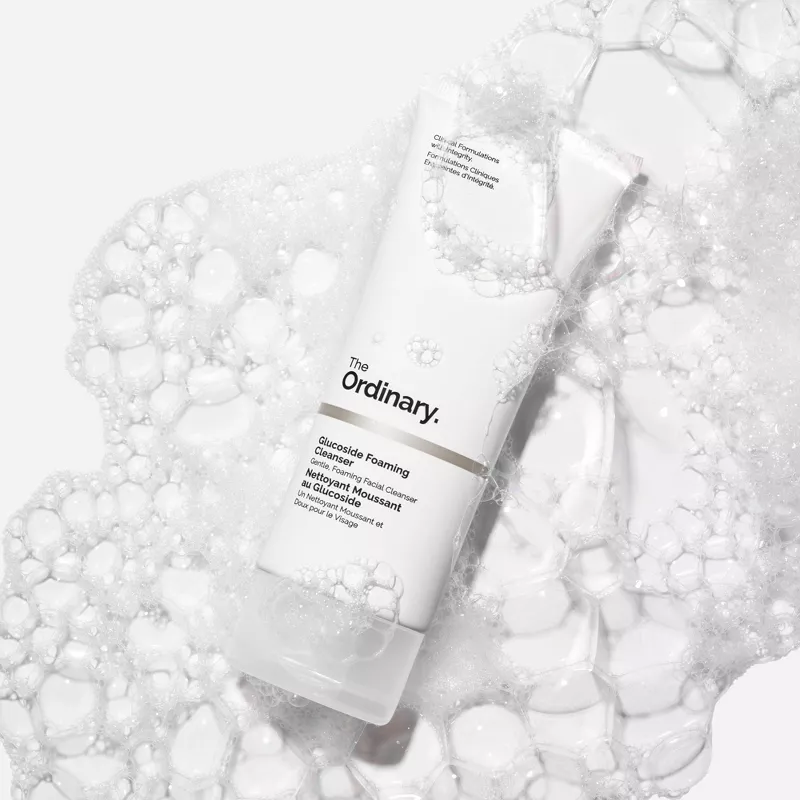 Clinical Formulations
with Integrity.
Formulations Cliniques
Empreintes d'Intégrité.
The
Ordinary.
Glucoside Foaming
Cleanser
Gentle, Foaming Facial Cleanser
Nettoyant Moussant
au Glucoside
Un Nettoyant Moussant et
Doux pour le Visage